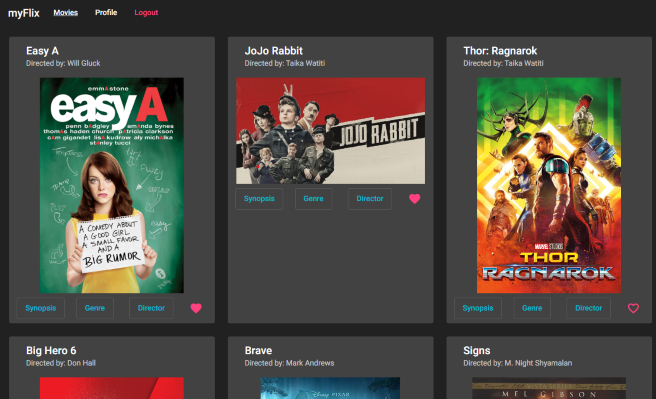 myFlix Movies Profile Logout
Easy A
Directed by: Will Gluck
emma stone
easy A
penn badgley amanda bynes
thomas haden church patricia clarkson
cam gigandet lisa kudrow aly michalka
stanley tucci
A COMEDY ABOUT
A GOOD GIRL
A SMALL FAVOR
AND A
BIG RUMOR
Synopsis Genre Director
JoJo Rabbit
Directed by: Taika Watiti
JOJO RABBIT
Synopsis Genre Director
Thor: Ragnarok
Directed by: Taika Watiti
MARVEL STUDIOS
THOR
RAGNAROK
Synopsis Genre Director
Big Hero 6
Directed by: Don Hall
Brave
Directed by: Mark Andrews
DISNEY PIXAR
Signs
Directed by: M. Night Shyamalan
MEL GIBSON